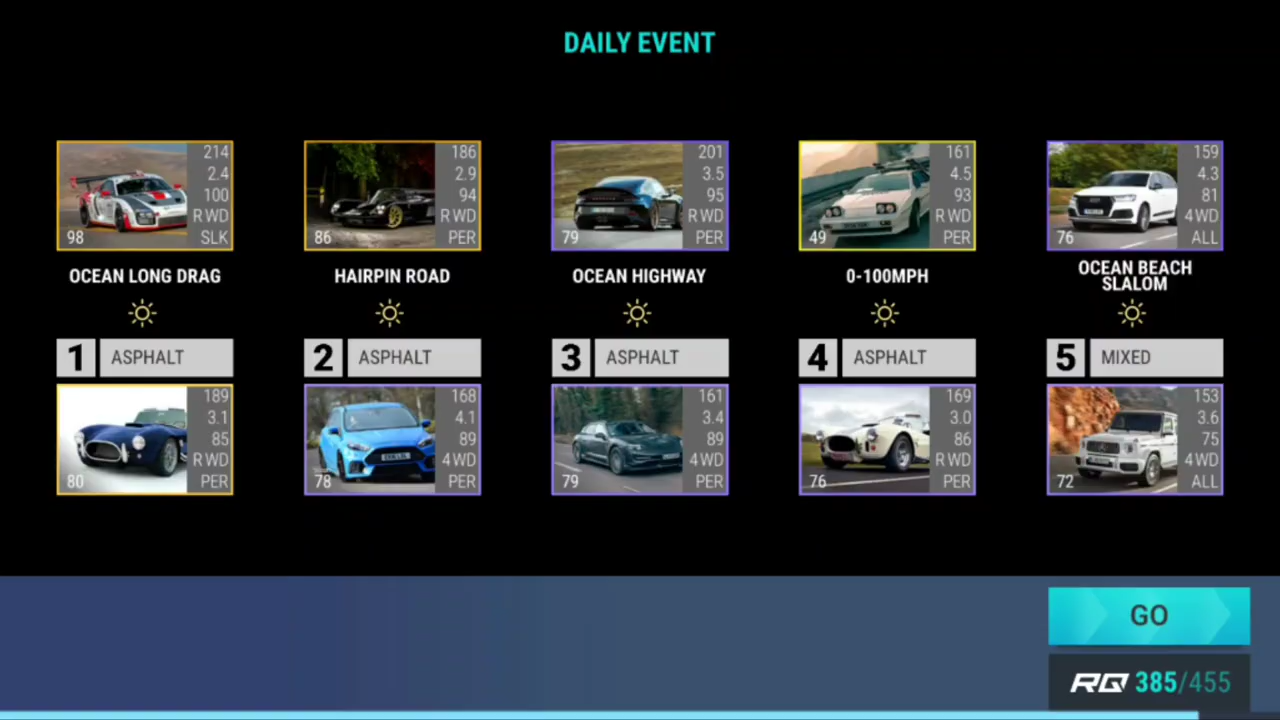 DAILY EVENT
214
2.4
100
RWD
98 SLK
186
2.9
94
RWD
86 PER
201
3.5
95
RWD
79 PER
161
4.5
93
RWD
49 PER
159
4.3
81
4WD
76 ALL
OCEAN LONG DRAG
HAIRPIN ROAD
OCEAN HIGHWAY
0-100MPH
OCEAN BEACH
SLALOM
1 ASPHALT
2 ASPHALT
3 ASPHALT
4 ASPHALT
5 MIXED
189
3.1
85
RWD
80 PER
168
4.1
89
4WD
78 PER
161
3.4
89
4WD
79 PER
169
3.0
86
RWD
76 PER
153
3.6
75
4WD
72 ALL
GO
RQ 385/455